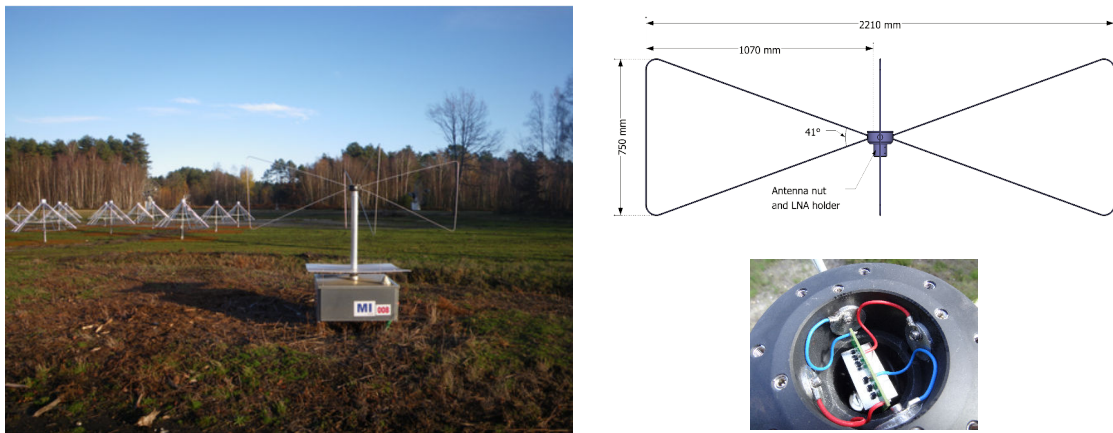 MI 008
2210 mm
1070 mm
750 mm
41°
Antenna nut
and LNA holder